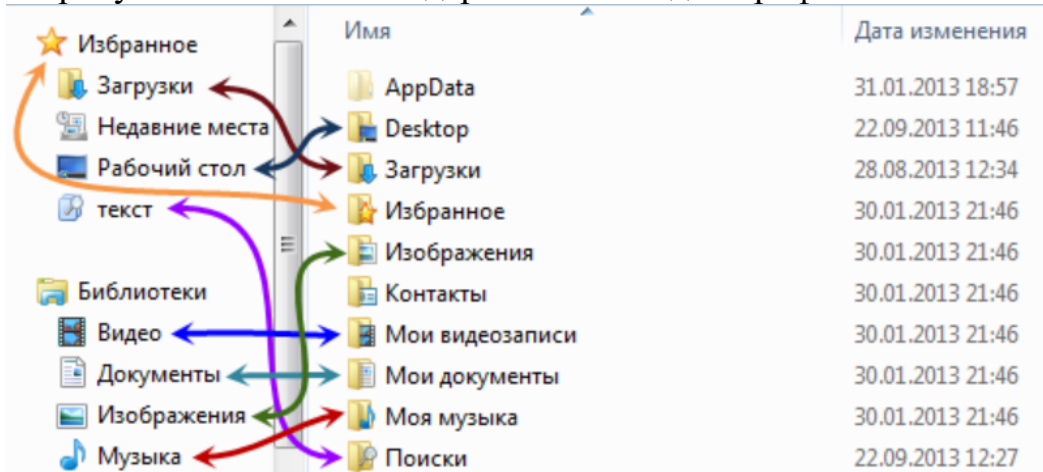 Избранное
Загрузки
Недавние места
Рабочий стол
текст
Библиотеки
Видео
Документы
Изображения
Музыка
Имя Дата изменения
AppData 31.01.2013 18:57
Desktop 22.09.2013 11:46
Загрузки 28.08.2013 12:34
Избранное 30.01.2013 21:46
Изображения 30.01.2013 21:46
Контакты 30.01.2013 21:46
Мои видеозаписи 30.01.2013 21:46
Мои документы 30.01.2013 21:46
Моя музыка 30.01.2013 21:46
Поиски 22.09.2013 12:27